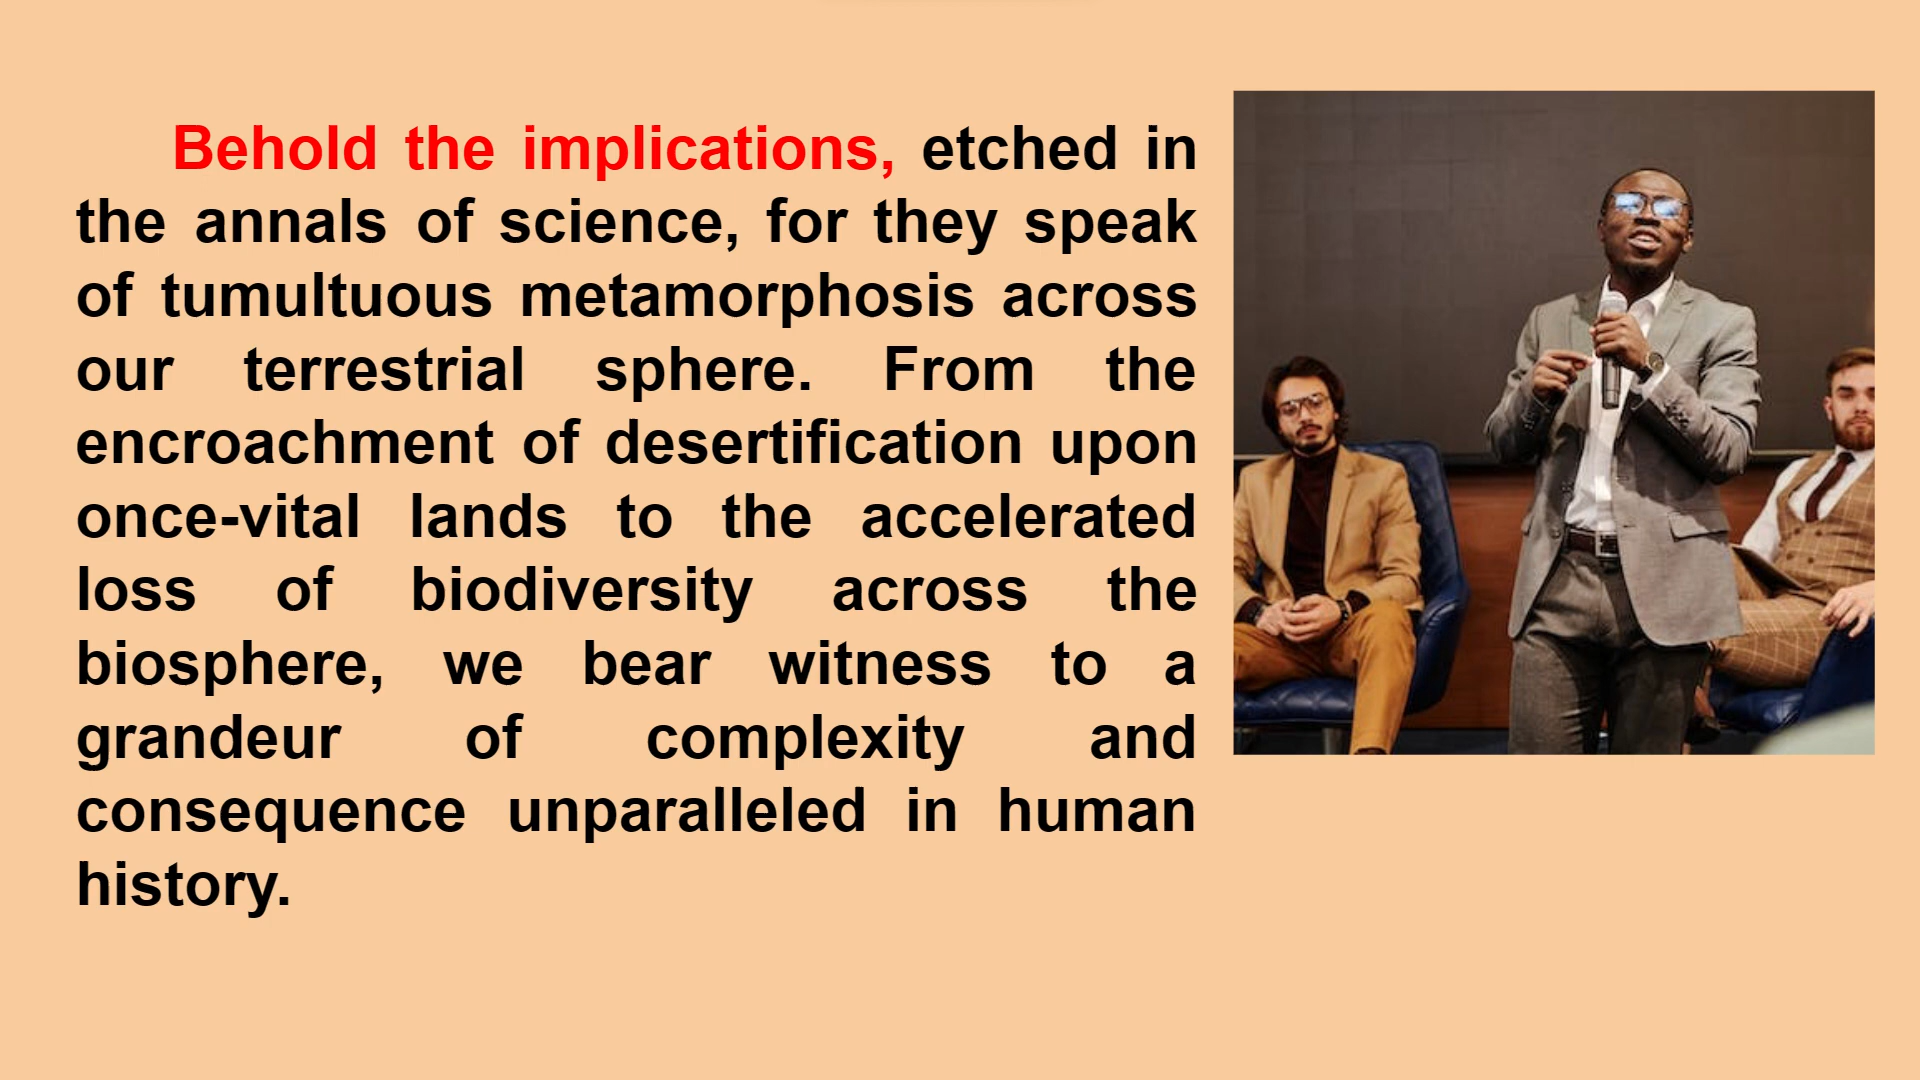 Behold the implications, etched in
the annals of science, for they speak
of tumultuous metamorphosis across
our terrestrial sphere. From the
encroachment of desertification upon
once-vital lands to the accelerated
loss of biodiversity across the
biosphere, we bear witness to a
grandeur of complexity and
consequence unparalleled in human
history.